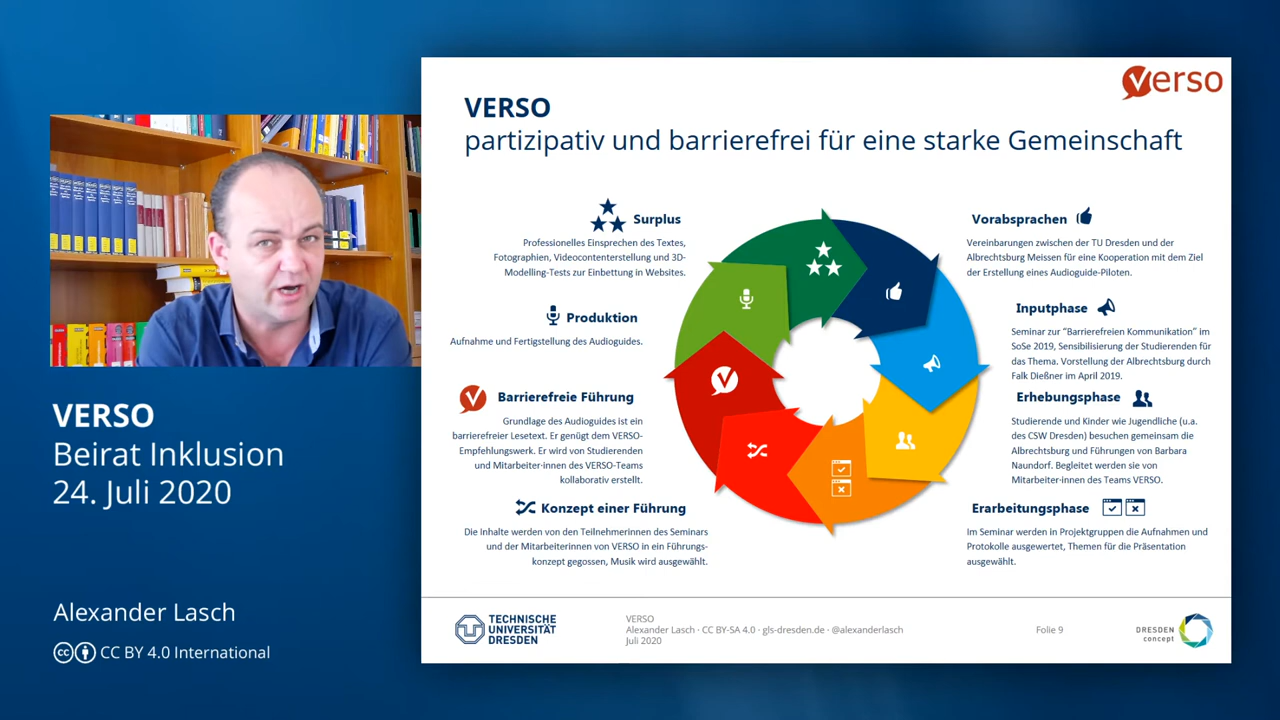 verso
VERSO
partizipativ und barrierefrei für eine starke Gemeinschaft
Surplus
Professionelles Einsprechen des Textes,
Fotographien, Videocontenterstellung und 3D-
Modelling-Tests zur Einbettung in Websites.
Produktion
Aufnahme und Fertigstellung des Audioguides.
Barrierefreie Führung
Grundlage des Audioguides ist ein
barrierefreier Lesetext. Er genügt dem VERSO-
Empfehlungswerk. Er wird von Studierenden
und Mitarbeiter·innen des VERSO-Teams
kollaborativ erstellt.
Konzept einer Führung
Die Inhalte werden von den Teilnehmerinnen des Seminars
und der Mitarbeiterinnen von VERSO in ein Führungs-
konzept gegossen, Musik wird ausgewählt.
Vorabsprachen
Vereinbarungen zwischen der TU Dresden und der
Albrechtsburg Meissen für eine Kooperation mit dem Ziel
der Erstellung eines Audioguide-Piloten.
Inputphase
Seminar zur "Barrierefreien Kommunikation" im
SoSe 2019, Sensibilisierung der Studierenden für
das Thema. Vorstellung der Albrechtsburg durch
Falk Dießner im April 2019.
Erhebungsphase
Studierende und Kinder wie Jugendliche (u.a.
des CSW Dresden) besuchen gemeinsam die
Albrechtsburg und Führungen von Barbara
Naundorf. Begleitet werden sie von
Mitarbeiter·innen des Teams VERSO.
Erarbeitungsphase
Im Seminar werden in Projektgruppen die Aufnahmen und
Protokolle ausgewertet, Themen für die Präsentation
ausgewählt.
TECHNISCHE
UNIVERSITÄT
DRESDEN
VERSO
Alexander Lasch · CC BY-SA 4.0 · gls-dresden.de · @alexanderlasch
Juli 2020
Folie 9
DRESDEN
concept
VERSO
Beirat Inklusion
24. Juli 2020
Alexander Lasch
CC BY 4.0 International